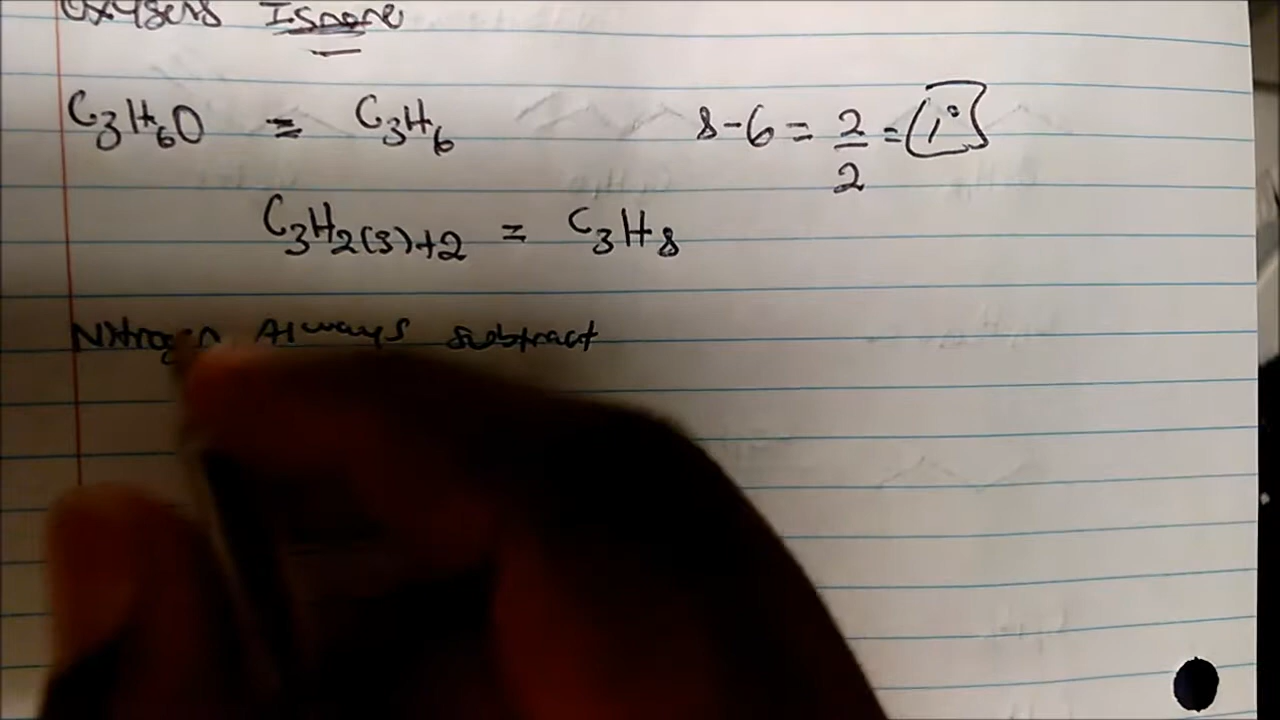 Oxygens Ignore
C₃H₆O = C₃H₆ 8-6 = 2/2 = 1°
C₃H₂(3)+2 = C₃H₈
Nitrogen Always subtract